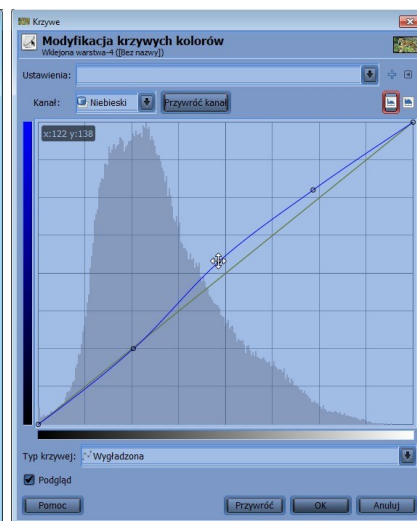 Krzywe
Modyfikacja krzywych kolorów
Wklejona warstwa-4 ([Bez nazwy])
Ustawienia:
Kanał: Niebieski Przywróć kanał
x:122 y:138
Typ krzywej: Wygładzona
Podgląd
Pomoc Przywróć OK Anuluj